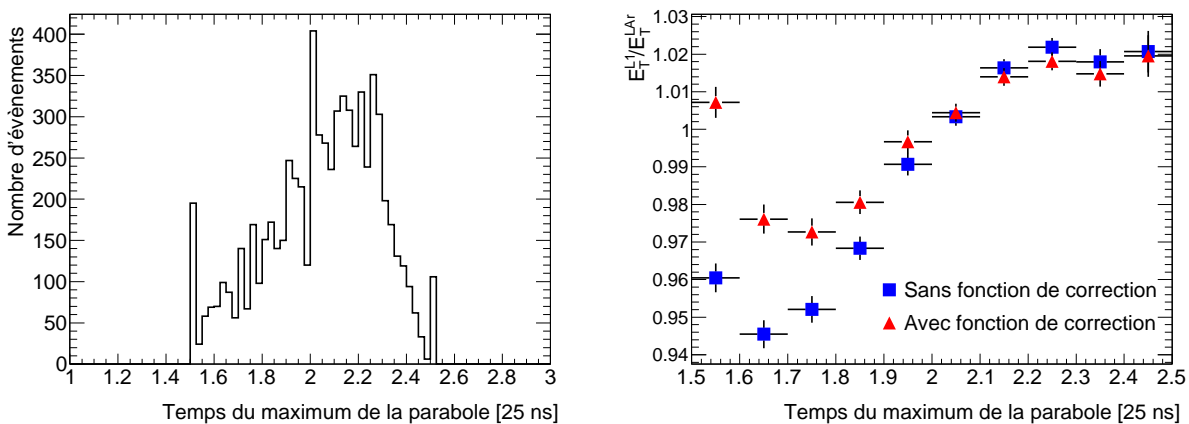 Nombre d'évènements
400
350
300
250
200
150
100
50
0
1 1.2 1.4 1.6 1.8 2 2.2 2.4 2.6 2.8 3
Temps du maximum de la parabole [25 ns]
E_T^L1/E_T^LAr
1.03
1.02
1.01
1
0.99
0.98
0.97
0.96
0.95
0.94
Sans fonction de correction
Avec fonction de correction
1.5 1.6 1.7 1.8 1.9 2 2.1 2.2 2.3 2.4 2.5
Temps du maximum de la parabole [25 ns]